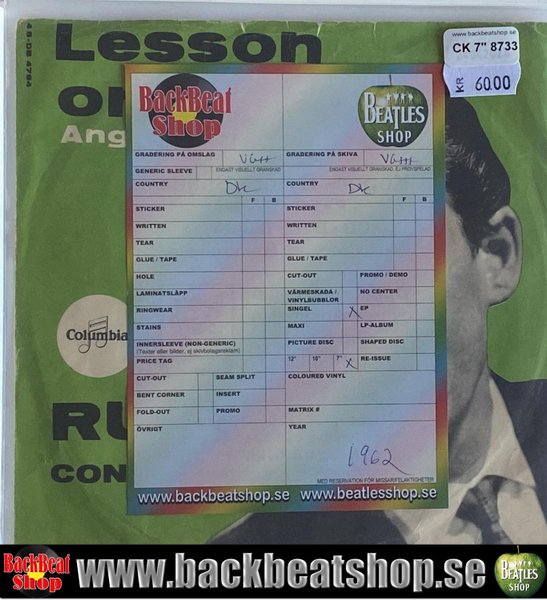 45-DB 4784
Lesson
On
Ang
www.backbeatshop.se
CK 7" 8733
KR 60.00
BackBeat
Shop
BEATLES
SHOP
GRADERING PÅ OMSLAG
GRADERING PÅ SKIVA
GENERIC SLEEVE
ENDAST VISUELLT GRANSKAD
ENDAST VISUELLT GRANSKAD, EJ PROVSPELAD
COUNTRY DK
COUNTRY DK
F B F B
STICKER STICKER
WRITTEN WRITTEN
TEAR TEAR
GLUE / TAPE GLUE / TAPE
HOLE CUT-OUT PROMO / DEMO
LAMINATSLÄPP VÄRMESKADA / VINYLBUBBLOR NO CENTER
RINGWEAR SINGEL X EP
STAINS MAXI LP-ALBUM
INNERSLEEVE (NON-GENERIC) PICTURE DISC SHAPED DISC
(Texter eller bilder, ej skivbolagsreklam)
PRICE TAG 12" 10" 7" X RE-ISSUE
CUT-OUT SEAM SPLIT COLOURED VINYL
BENT CORNER INSERT
FOLD-OUT PROMO MATRIX #
ÖVRIGT YEAR
1962
MED RESERVATION FÖR MISSAR/FELAKTIGHETER
www.backbeatshop.se www.beatlesshop.se
Columbia
RU
CON
BackBeat
Shop
www.backbeatshop.se
BEATLES
SHOP